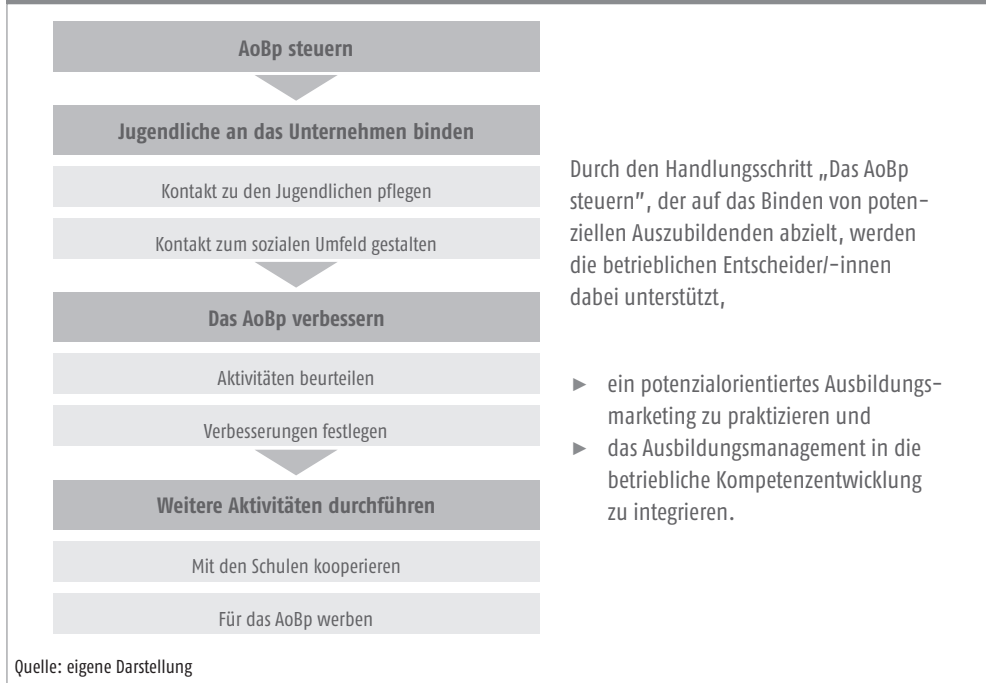 AoBp steuern
Jugendliche an das Unternehmen binden
Kontakt zu den Jugendlichen pflegen
Kontakt zum sozialen Umfeld gestalten
Das AoBp verbessern
Aktivitäten beurteilen
Verbesserungen festlegen
Weitere Aktivitäten durchführen
Mit den Schulen kooperieren
Für das AoBp werben
Durch den Handlungsschritt „Das AoBp
steuern”, der auf das Binden von poten-
ziellen Auszubildenden abzielt, werden
die betrieblichen Entscheider/-innen
dabei unterstützt,
► ein potenzialorientiertes Ausbildungs-
marketing zu praktizieren und
► das Ausbildungsmanagement in die
betriebliche Kompetenzentwicklung
zu integrieren.
Quelle: eigene Darstellung